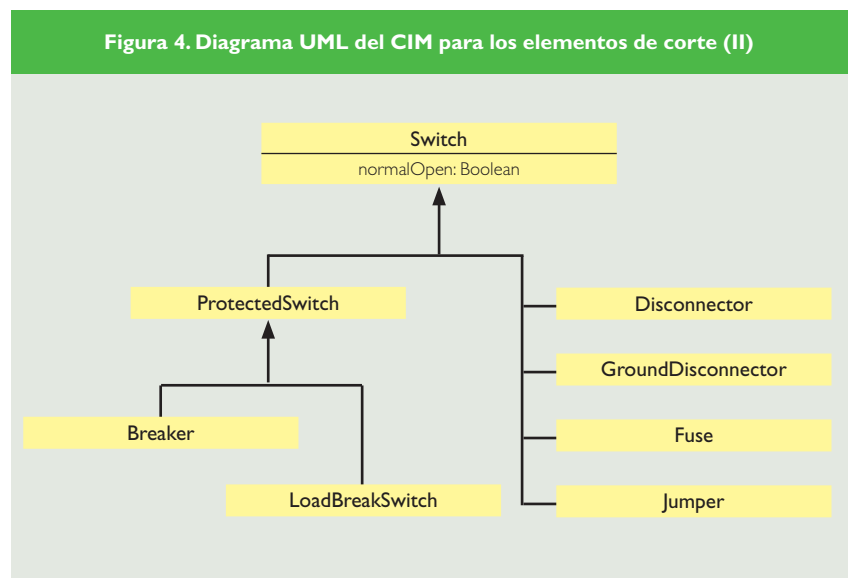 Figura 4. Diagrama UML del CIM para los elementos de corte (II)
Switch
normalOpen: Boolean
ProtectedSwitch
Disconnector
GroundDisconnector
Breaker
Fuse
LoadBreakSwitch
Jumper